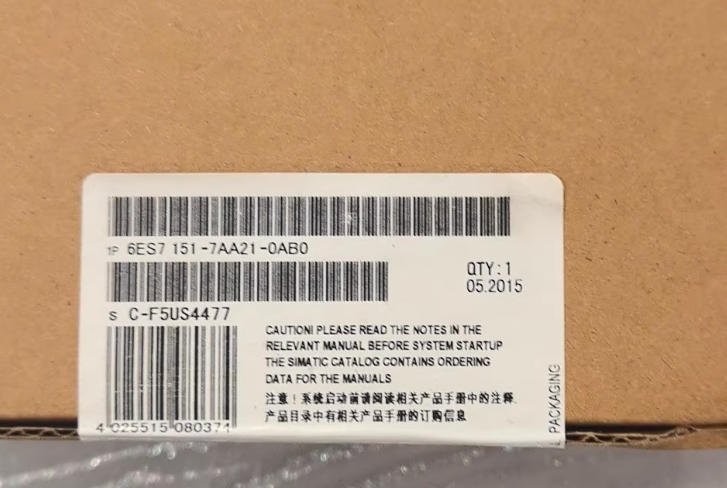 1P 6ES7 151-7AA21-0AB0
QTY: 1
05.2015
S C-F5US4477
CAUTION! PLEASE READ THE NOTES IN THE
RELEVANT MANUAL BEFORE SYSTEM STARTUP
THE SIMATIC CATALOG CONTAINS ORDERING
DATA FOR THE MANUALS
注意！系统启动前请阅读相关产品手册中的注释.
产品目录中有相关产品手册的订购信息
4 025515 080374
L PACKAGING